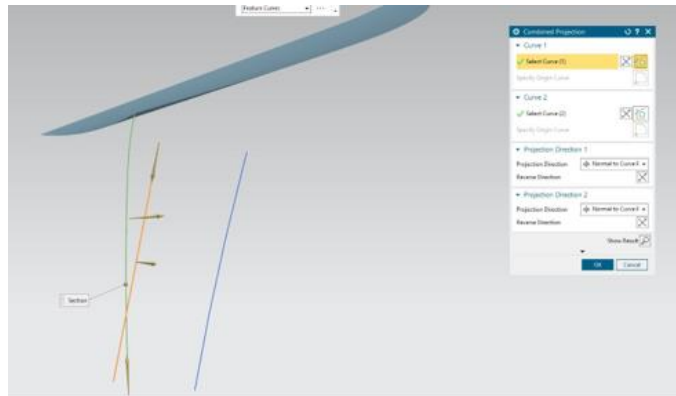 Feature Curves
Combined Projection
Curve 1
Select Curve (1)
Specify Origin Curve
Curve 2
Select Curve (2)
Specify Origin Curve
Projection Direction 1
Projection Direction
Normal to Curve P
Reverse Direction
Projection Direction 2
Projection Direction
Normal to Curve P
Reverse Direction
Show Result
OK
Cancel
Section